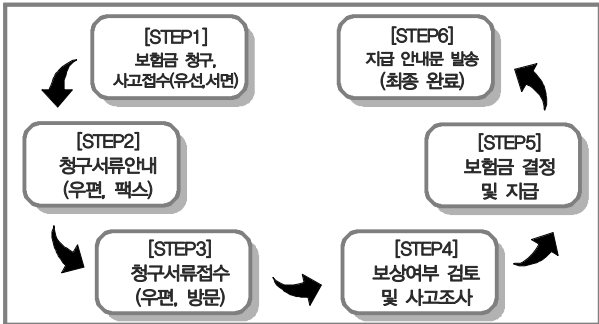 [STEP1]
보험금 청구,
사고접수(유선,서면)
[STEP2]
청구서류안내
(우편, 팩스)
[STEP3]
청구서류접수
(우편, 방문)
[STEP4]
보상여부 검토
및 사고조사
[STEP5]
보험금 결정
및 지급
[STEP6]
지급 안내문 발송
(최종 완료)